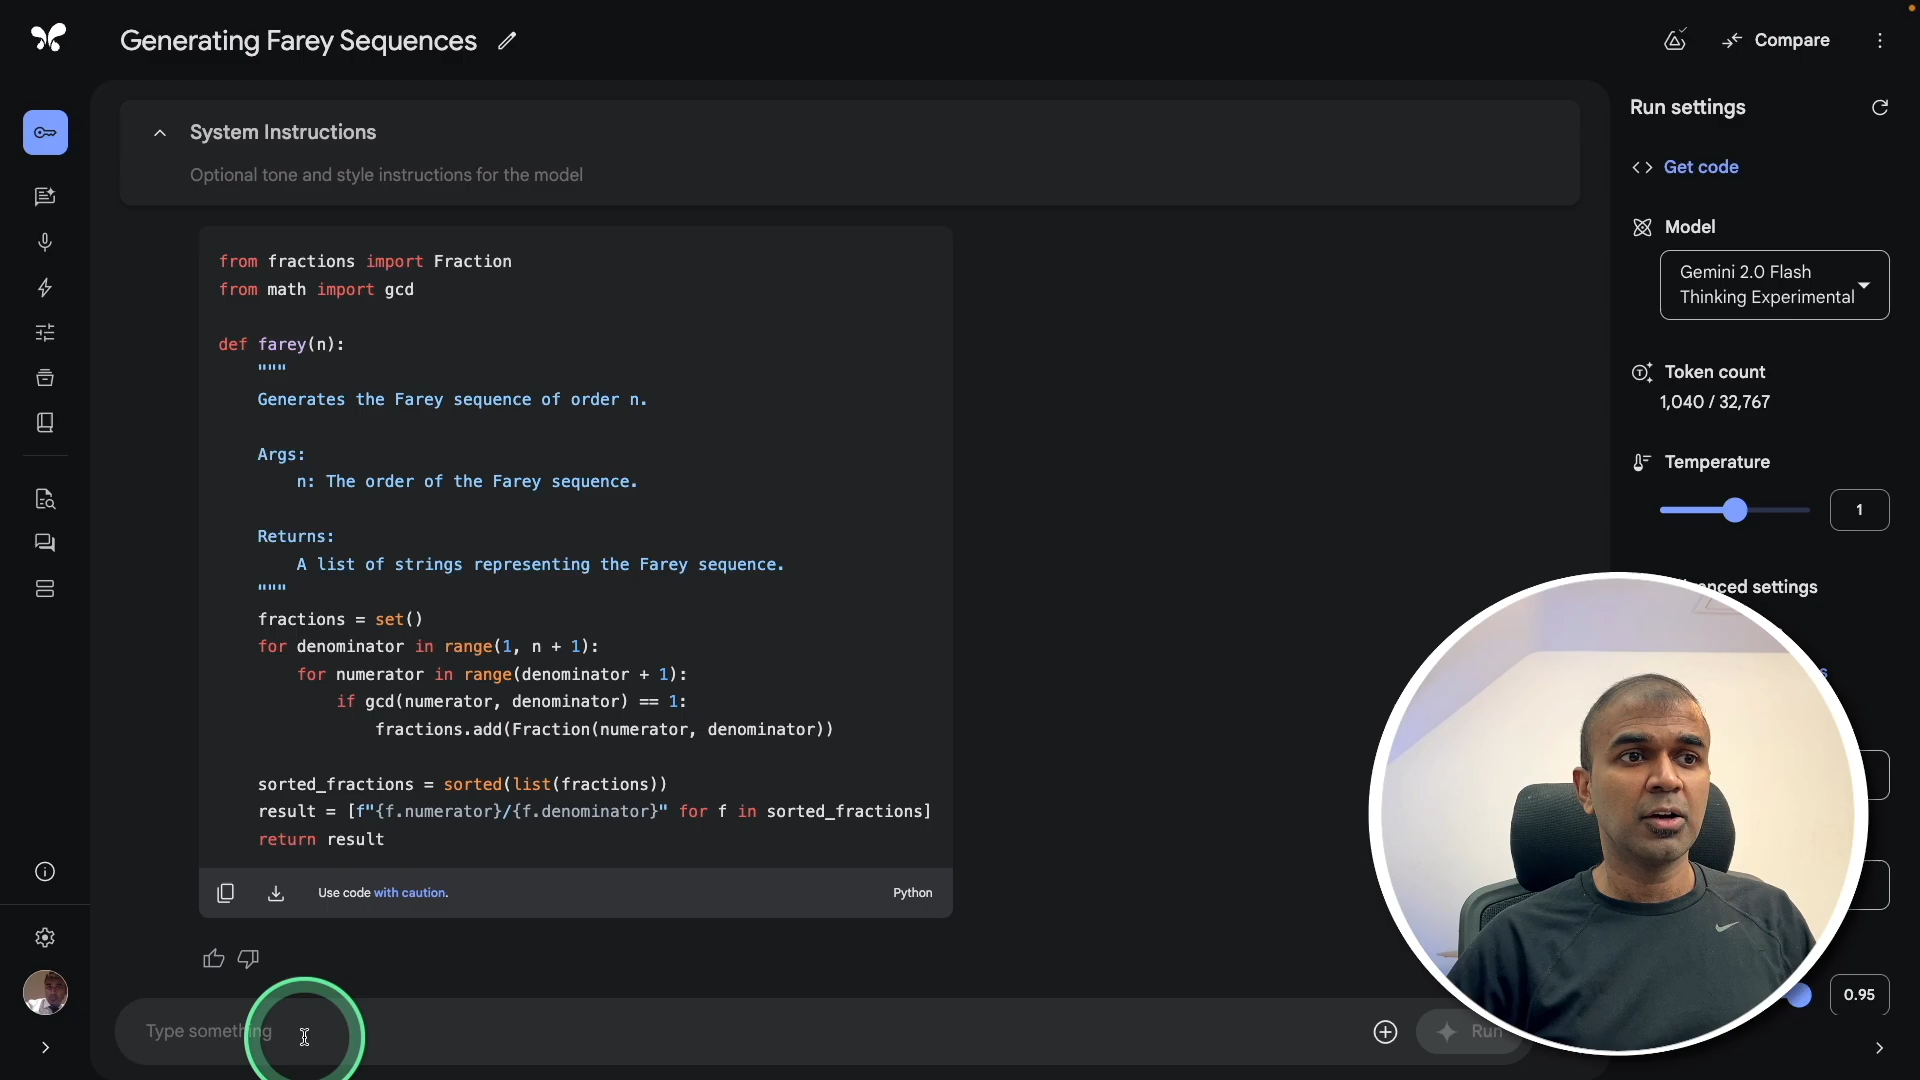 Generating Farey Sequences
Compare
System Instructions
Optional tone and style instructions for the model
from fractions import Fraction
from math import gcd
def farey(n):
"""
Generates the Farey sequence of order n.
Args:
n: The order of the Farey sequence.
Returns:
A list of strings representing the Farey sequence.
"""
fractions = set()
for denominator in range(1, n + 1):
for numerator in range(denominator + 1):
if gcd(numerator, denominator) == 1:
fractions.add(Fraction(numerator, denominator))
sorted_fractions = sorted(list(fractions))
result = [f"{f.numerator}/{f.denominator}" for f in sorted_fractions]
return result
Use code with caution.
Python
Type something
Run
Run settings
Get code
Model
Gemini 2.0 Flash
Thinking Experimental
Token count
1,040 / 32,767
Temperature
1
settings
0.95